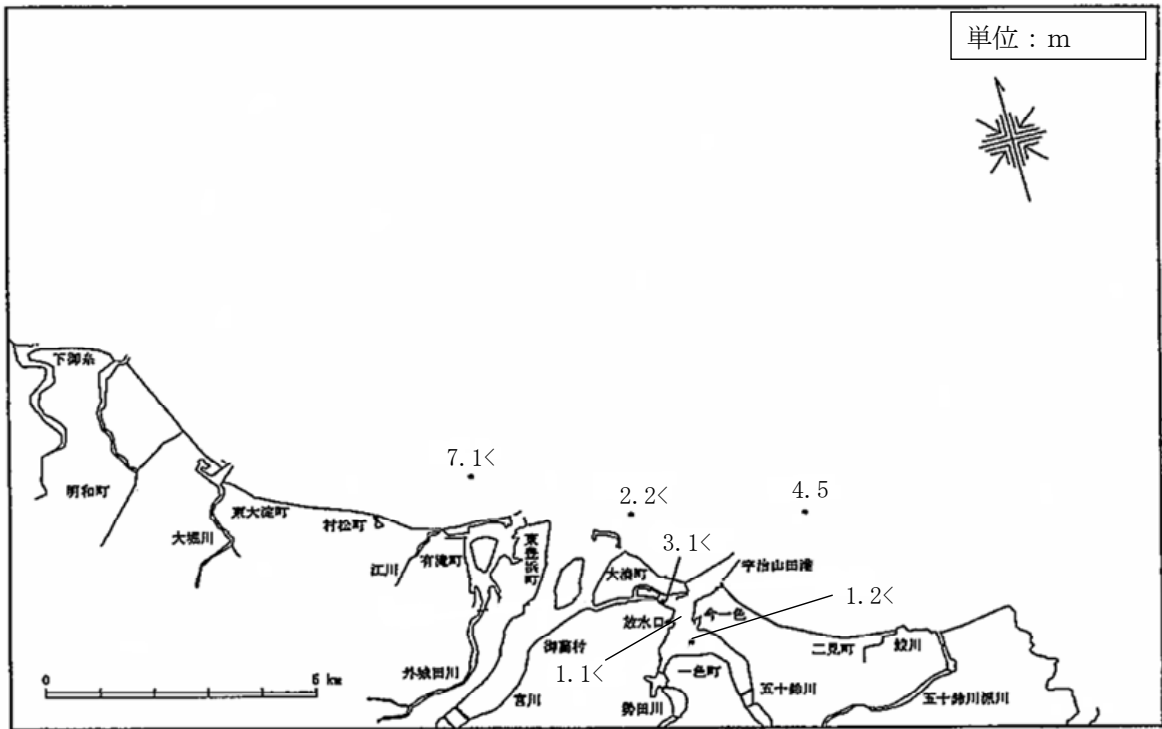 単位：m
下御糸
7.1<
明和町
2.2<
4.5
東大淀町
村松町
大堀川
3.1<
江川
有滝町
東豊浜町
大湊町
宇治山田港
1.2<
放水口
今一色
御薗村
二見町
鮫川
1.1<
外城田川
一色町
0
6 km
宮川
勢田川
五十鈴川
五十鈴川派川